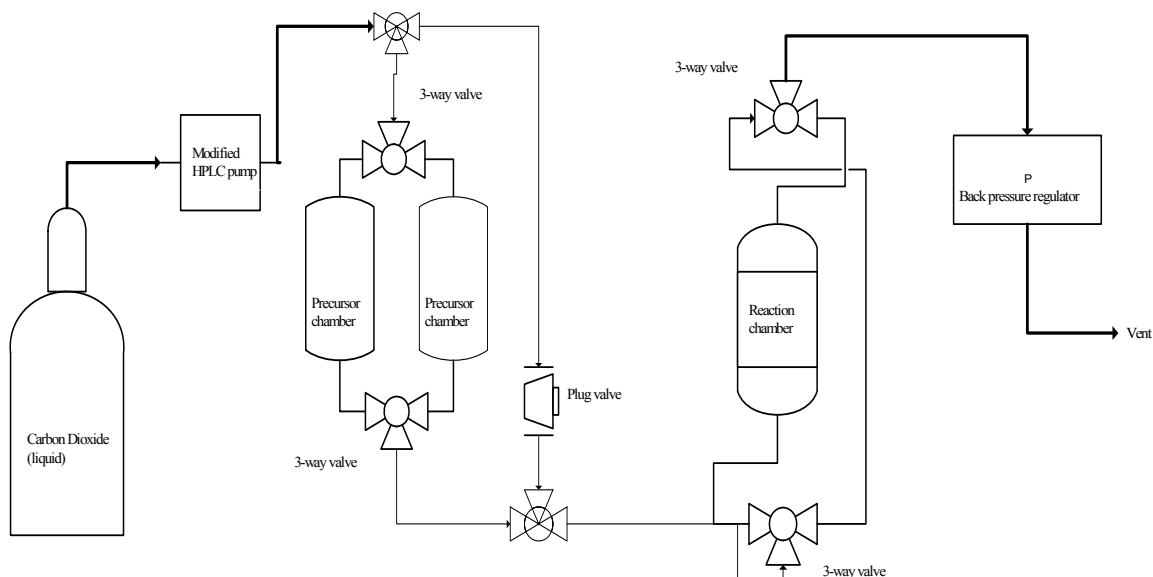 3-way valve
3-way valve
Modified
HPLC pump
P
Back pressure regulator
Precursor
chamber
Precursor
chamber
Reaction
chamber
Vent
Plug valve
Carbon Dioxide
(liquid)
3-way valve
3-way valve